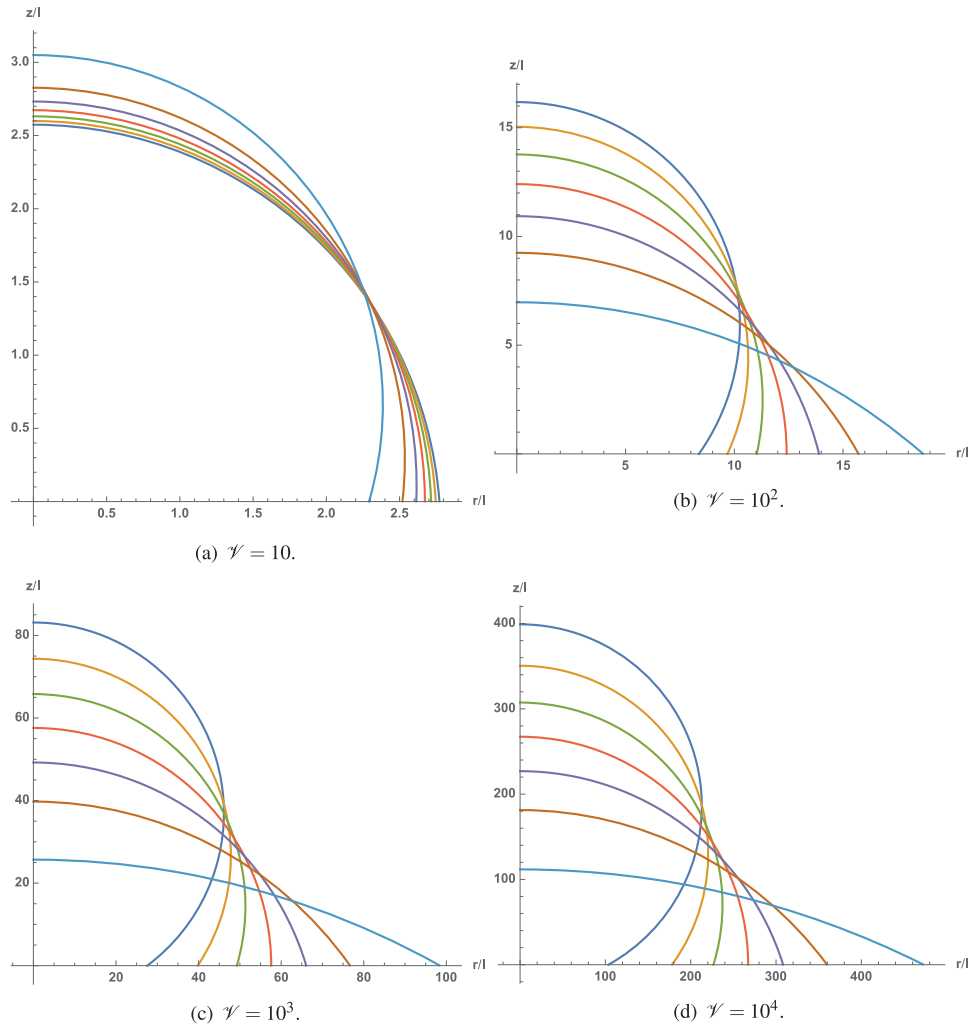 z/l
3.0
2.5
2.0
1.5
1.0
0.5
0.5 1.0 1.5 2.0 2.5
r/l
(a) 𝒱 = 10.
z/l
15
10
5
5 10 15
r/l
(b) 𝒱 = 10².
z/l
80
60
40
20
20 40 60 80 100
r/l
(c) 𝒱 = 10³.
z/l
400
300
200
100
100 200 300 400
r/l
(d) 𝒱 = 10⁴.